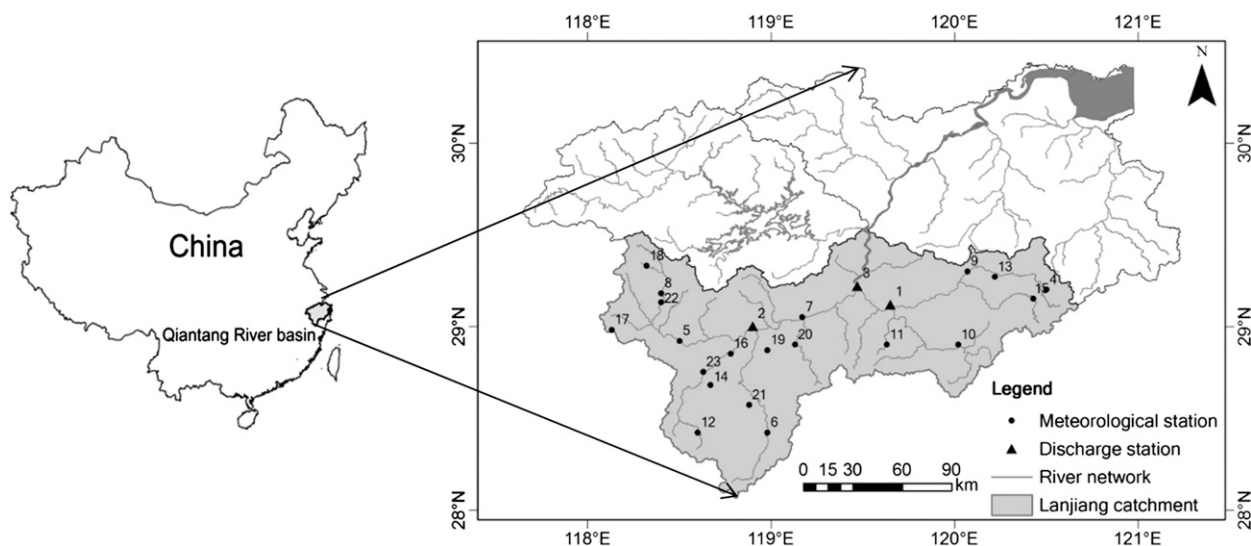 118°E 119°E 120°E 121°E
N
30°N 30°N
China
Qiantang River basin
18
9
13
3
4
8
22
15
7
1
2
17
5
20
11
10
16
19
23
14
21
12
6
29°N 29°N
Legend
Meteorological station
Discharge station
River network
Lanjiang catchment
0 15 30 60 90
km
28°N 28°N
118°E 119°E 120°E 121°E